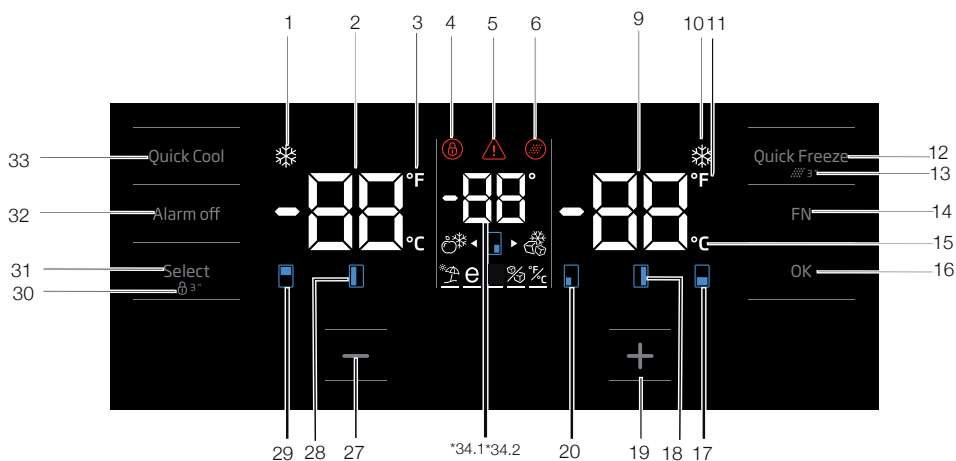 1 2 3 4 5 6 9 10 11
33 Quick Cool Quick Freeze 12
3" 13
°F ° °F
32 Alarm off FN 14
°C °C 15
31 Select OK 16
30 3"
e % °F/°C
29 28 27 *34.1 *34.2 20 19 18 17